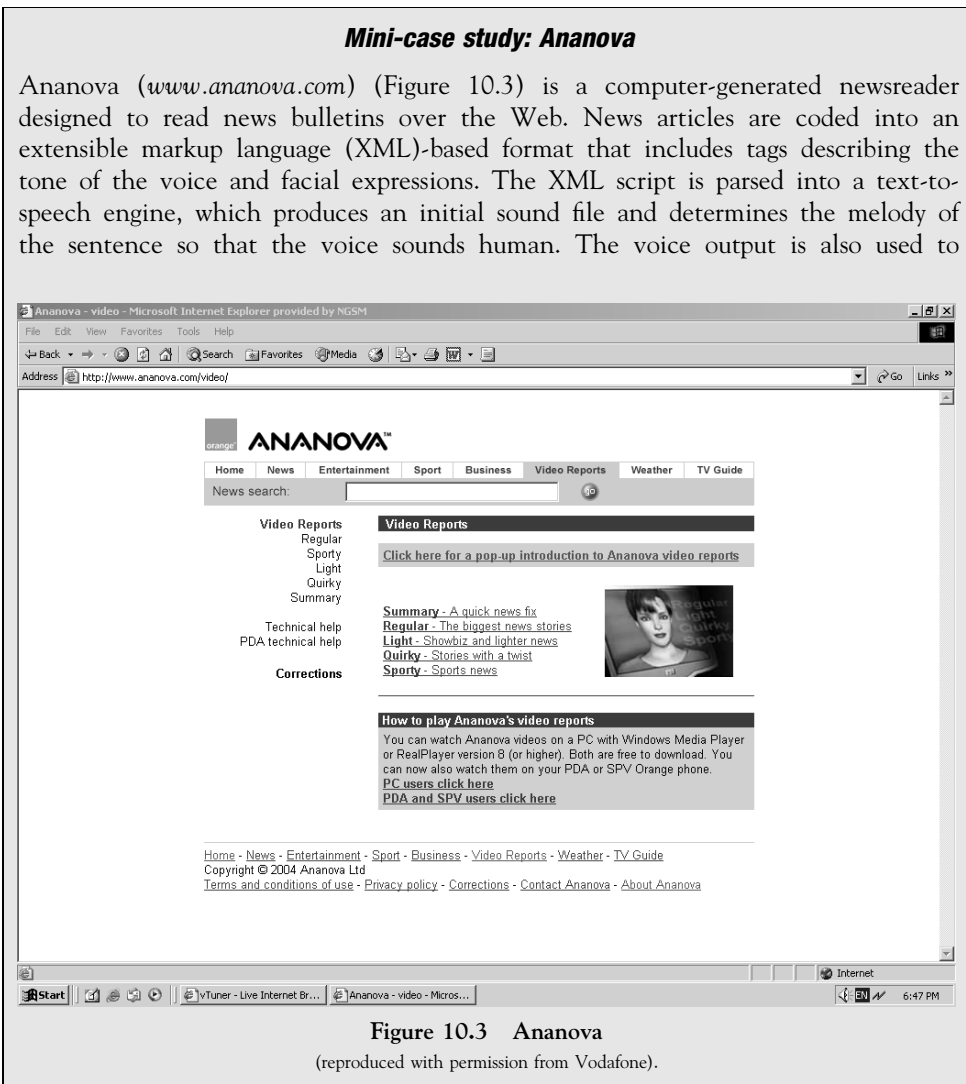 Mini-case study: Ananova
Ananova (www.ananova.com) (Figure 10.3) is a computer-generated newsreader
designed to read news bulletins over the Web. News articles are coded into an
extensible markup language (XML)-based format that includes tags describing the
tone of the voice and facial expressions. The XML script is parsed into a text-to-
speech engine, which produces an initial sound file and determines the melody of
the sentence so that the voice sounds human. The voice output is also used to
Ananova - video - Microsoft Internet Explorer provided by NGSM
File Edit View Favorites Tools Help
Back Search Favorites Media
Address http://www.ananova.com/video/ Go Links »
orange™ ANANOVA™
Home News Entertainment Sport Business Video Reports Weather TV Guide
News search: go
Video Reports
Regular
Sporty
Light
Quirky
Summary
Technical help
PDA technical help
Corrections
Video Reports
Click here for a pop-up introduction to Ananova video reports
Summary - A quick news fix
Regular - The biggest news stories
Light - Showbiz and lighter news
Quirky - Stories with a twist
Sporty - Sports news
Regular
Light
Quirky
Sporty
How to play Ananova's video reports
You can watch Ananova videos on a PC with Windows Media Player
or RealPlayer version 8 (or higher). Both are free to download. You
can now also watch them on your PDA or SPV Orange phone.
PC users click here
PDA and SPV users click here
Home - News - Entertainment - Sport - Business - Video Reports - Weather - TV Guide
Copyright © 2004 Ananova Ltd
Terms and conditions of use - Privacy policy - Corrections - Contact Ananova - About Ananova
Internet
Start vTuner - Live Internet Br... Ananova - video - Micros... EN 6:47 PM
Figure 10.3 Ananova
(reproduced with permission from Vodafone).